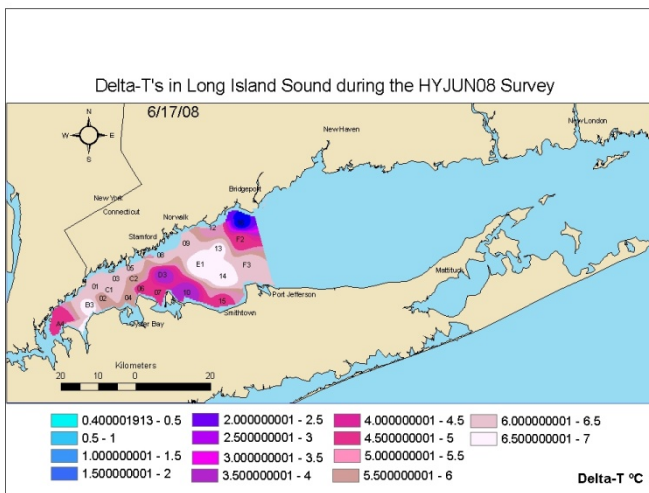 Delta-T's in Long Island Sound during the HYJUN08 Survey
6/17/08
N
W E
S
New London
New Haven
Bridgeport
New York
Connecticut
Norwalk
Stamford
12
F2
09
13
08
E1
F3
05
03
C2
D3
14
01
C1
06
07
10
02
04
15
B3
A4
Mattituck
Port Jefferson
Smithtown
Oyster Bay
Kilometers
20 10 0 20
0.400001913 - 0.5
0.5 - 1
1.000000001 - 1.5
1.500000001 - 2
2.000000001 - 2.5
2.500000001 - 3
3.000000001 - 3.5
3.500000001 - 4
4.000000001 - 4.5
4.500000001 - 5
5.000000001 - 5.5
5.500000001 - 6
6.000000001 - 6.5
6.500000001 - 7
Delta-T ºC